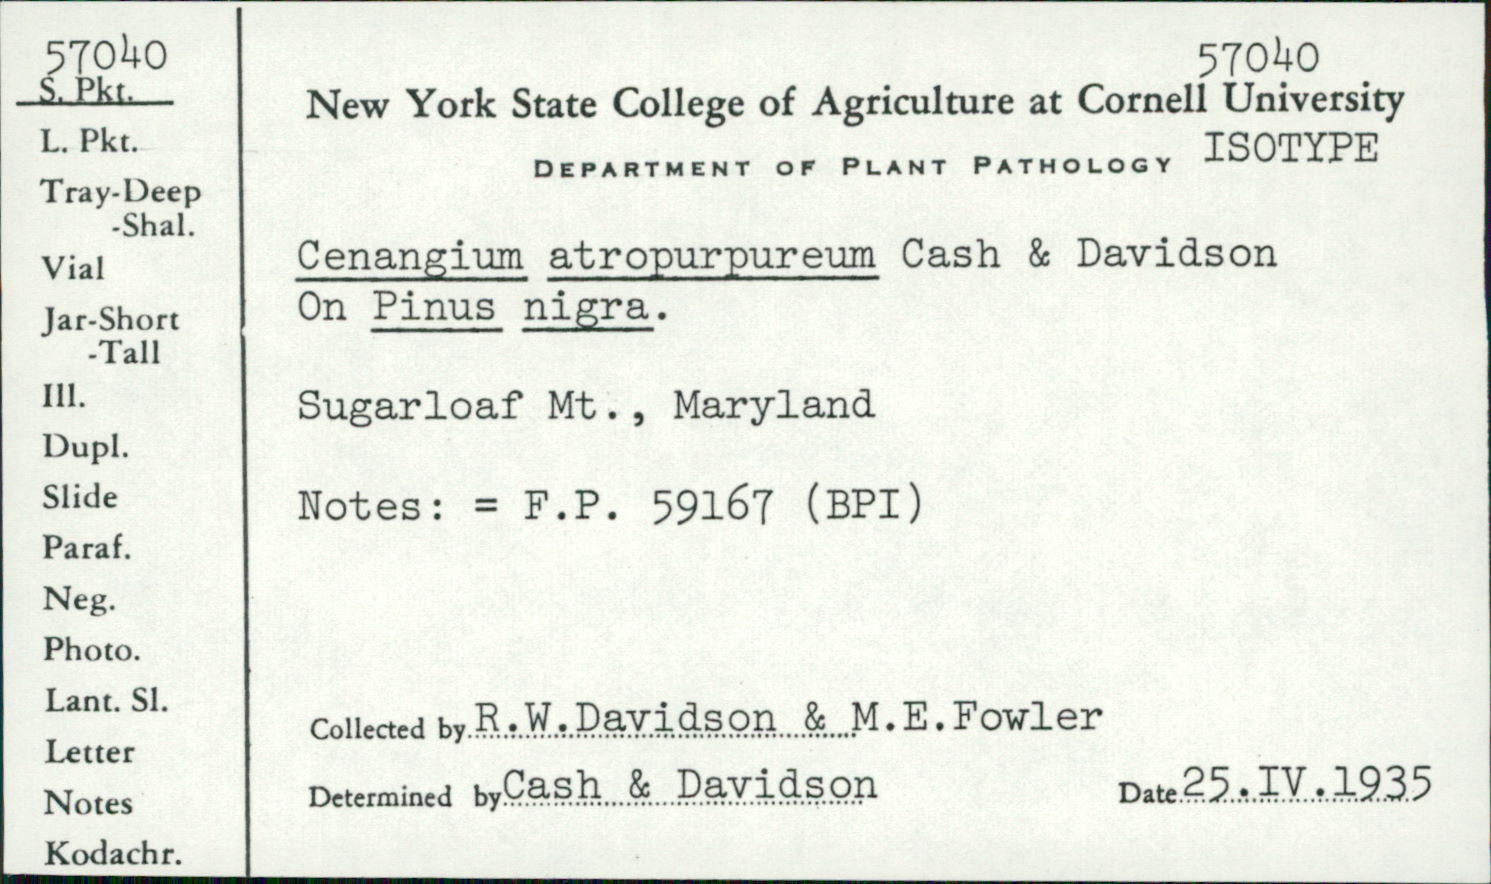 57040
S. Pkt.
L. Pkt.
Tray-Deep
-Shal.
Vial
Jar-Short
-Tall
Ill.
Dupl.
Slide
Paraf.
Neg.
Photo.
Lant. Sl.
Letter
Notes
Kodachr.
57040
New York State College of Agriculture at Cornell University
DEPARTMENT OF PLANT PATHOLOGY ISOTYPE
Cenangium atropurpureum Cash & Davidson
On Pinus nigra.
Sugarloaf Mt., Maryland
Notes: = F.P. 59167 (BPI)
Collected by R.W.Davidson & M.E.Fowler
Determined by Cash & Davidson Date 25.IV.1935